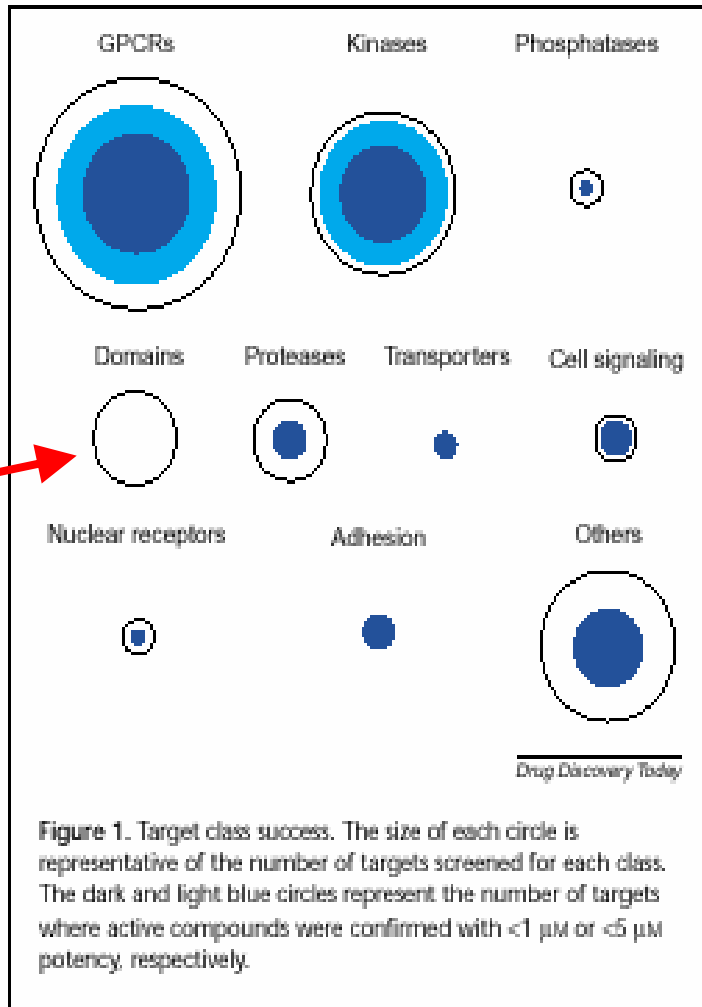 GPCRs Kinases Phosphatases
Domains Proteases Transporters Cell signaling
Nuclear receptors Adhesion Others
Drug Discovery Today
Figure 1. Target class success. The size of each circle is
representative of the number of targets screened for each class.
The dark and light blue circles represent the number of targets
where active compounds were confirmed with <1 μM or <5 μM
potency, respectively.